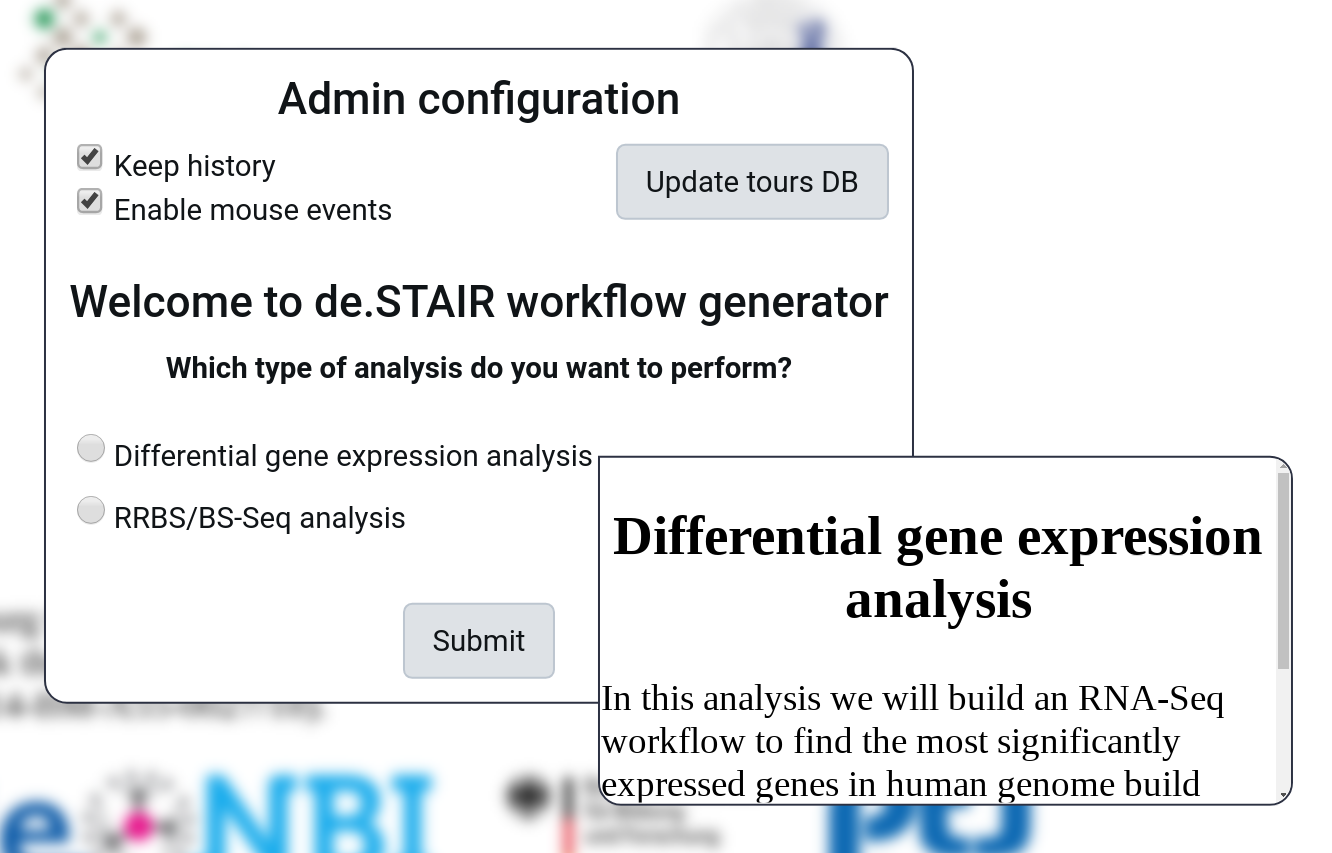 Admin configuration
Keep history
Enable mouse events
Update tours DB
Welcome to de.STAIR workflow generator
Which type of analysis do you want to perform?
Differential gene expression analysis
RRBS/BS-Seq analysis
Submit
Differential gene expression
analysis
In this analysis we will build an RNA-Seq
workflow to find the most significantly
expressed genes in human genome build
e NBI